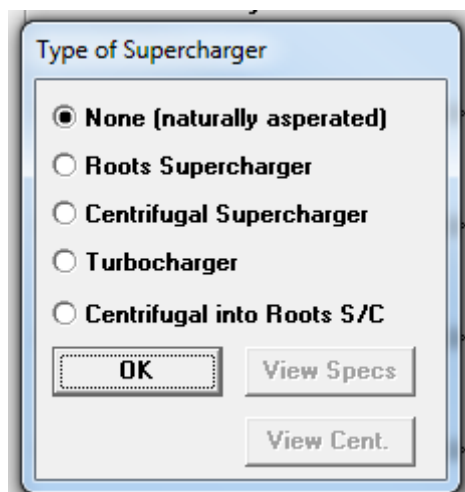 Type of Supercharger
None (naturally asperated)
Roots Supercharger
Centrifugal Supercharger
Turbocharger
Centrifugal into Roots S/C
OK
View Specs
View Cent.